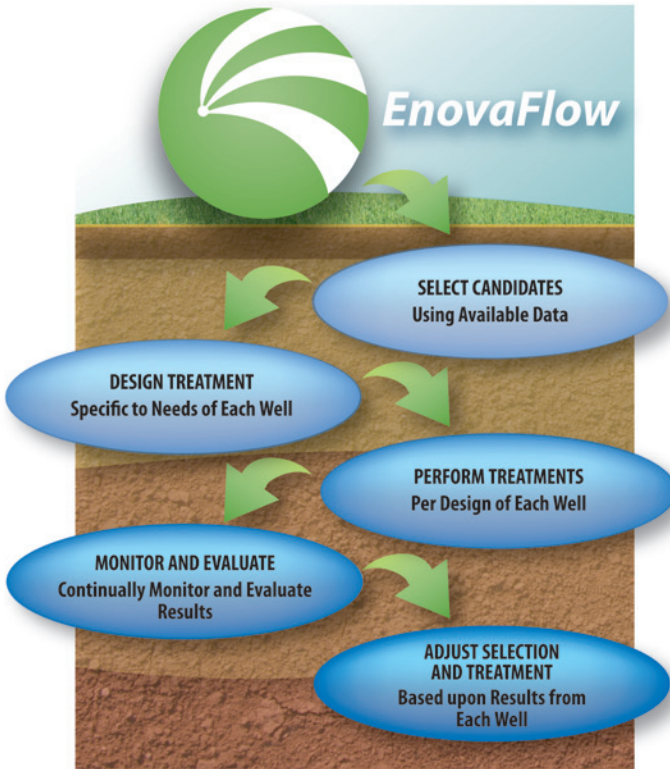 EnovaFlow
SELECT CANDIDATES
Using Available Data
DESIGN TREATMENT
Specific to Needs of Each Well
PERFORM TREATMENTS
Per Design of Each Well
MONITOR AND EVALUATE
Continually Monitor and Evaluate
Results
ADJUST SELECTION
AND TREATMENT
Based upon Results from
Each Well